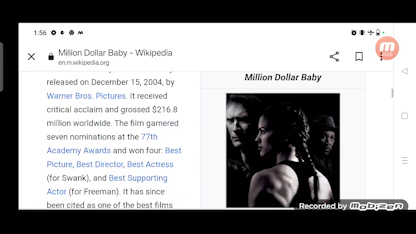 1:56
Million Dollar Baby - Wikipedia
en.m.wikipedia.org
released on December 15, 2004, by
Warner Bros. Pictures. It received
critical acclaim and grossed $216.8
million worldwide. The film garnered
seven nominations at the 77th
Academy Awards and won four: Best
Picture, Best Director, Best Actress
(for Swank), and Best Supporting
Actor (for Freeman). It has since
been cited as one of the best films
Million Dollar Baby
Recorded by MOBIZEN